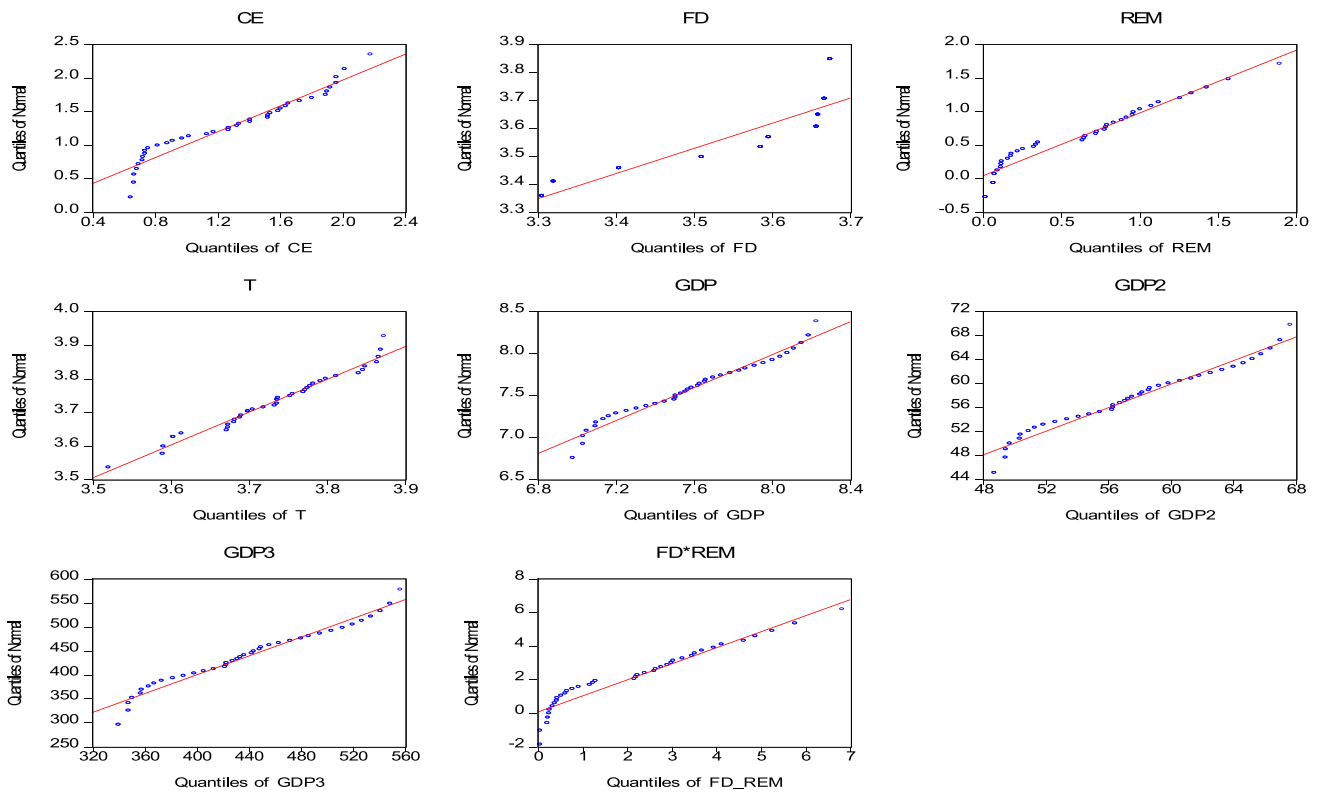 CE
FD
REM
2.5
2.0
1.5
1.0
0.5
0.0
Quantiles of Normal
0.4 0.8 1.2 1.6 2.0 2.4
Quantiles of CE
3.9
3.8
3.7
3.6
3.5
3.4
3.3
Quantiles of Normal
3.3 3.4 3.5 3.6 3.7
Quantiles of FD
2.0
1.5
1.0
0.5
0.0
-0.5
Quantiles of Normal
0.0 0.5 1.0 1.5 2.0
Quantiles of REM
T
GDP
GDP2
4.0
3.9
3.8
3.7
3.6
3.5
Quantiles of Normal
3.5 3.6 3.7 3.8 3.9
Quantiles of T
8.5
8.0
7.5
7.0
6.5
Quantiles of Normal
6.8 7.2 7.6 8.0 8.4
Quantiles of GDP
72
68
64
60
56
52
48
44
Quantiles of Normal
48 52 56 60 64 68
Quantiles of GDP2
GDP3
FD*REM
600
550
500
450
400
350
300
250
Quantiles of Normal
320 360 400 440 480 520 560
Quantiles of GDP3
8
6
4
2
0
-2
Quantiles of Normal
0 1 2 3 4 5 6 7
Quantiles of FD_REM